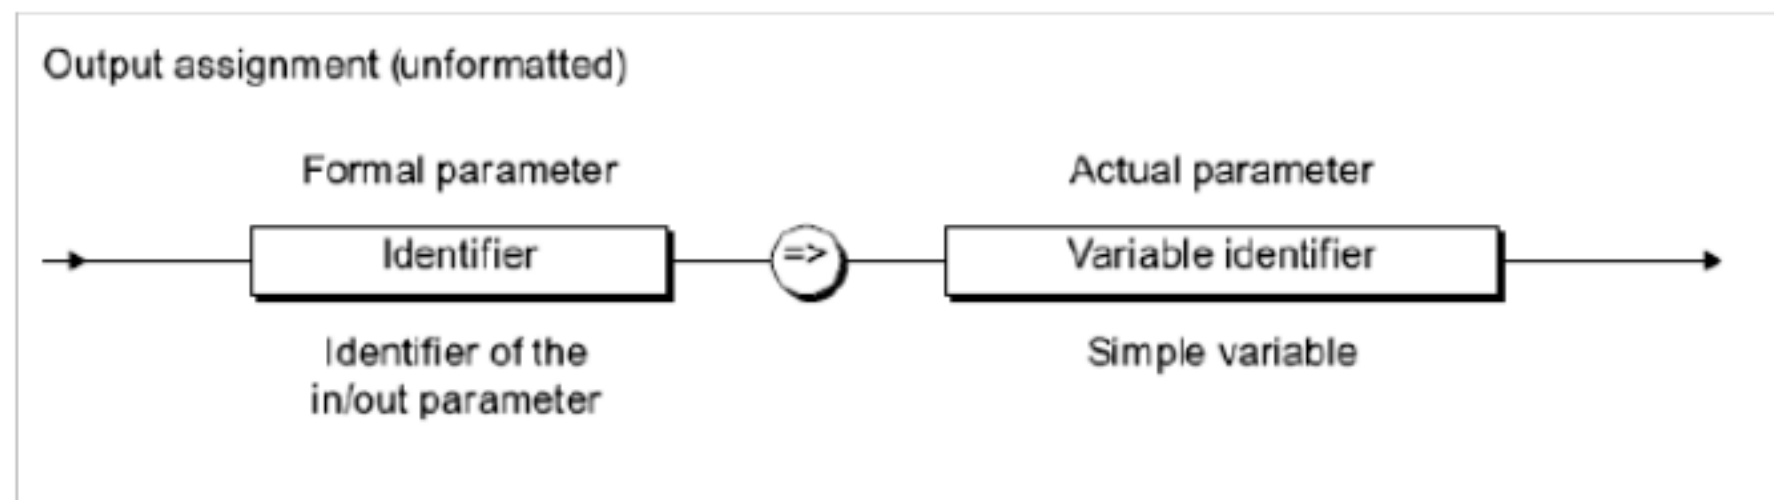 Output assignment (unformatted)
Formal parameter
Actual parameter
Identifier
=>
Variable identifier
Identifier of the
in/out parameter
Simple variable